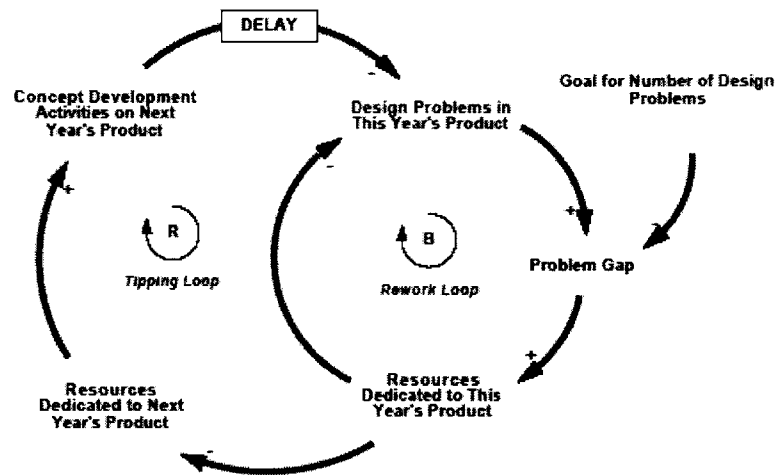 DELAY
Concept Development
Activities on Next
Year's Product
Design Problems in
This Year's Product
Goal for Number of Design
Problems
-
-
+
+
-
R
B
Tipping Loop
Rework Loop
Problem Gap
+
Resources
Dedicated to Next
Year's Product
Resources
Dedicated to This
Year's Product
-